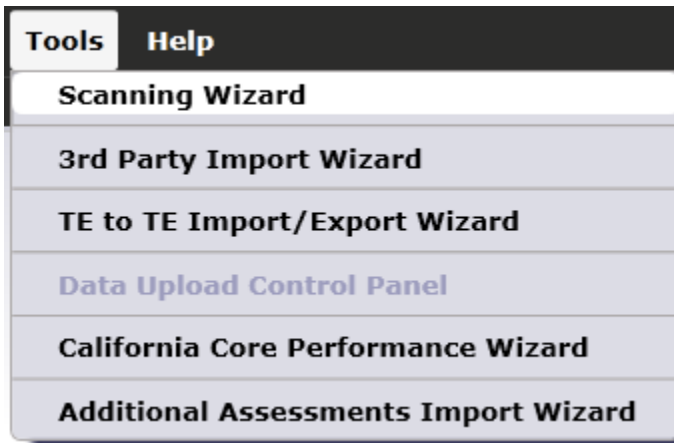 Tools Help
Scanning Wizard
3rd Party Import Wizard
TE to TE Import/Export Wizard
Data Upload Control Panel
California Core Performance Wizard
Additional Assessments Import Wizard